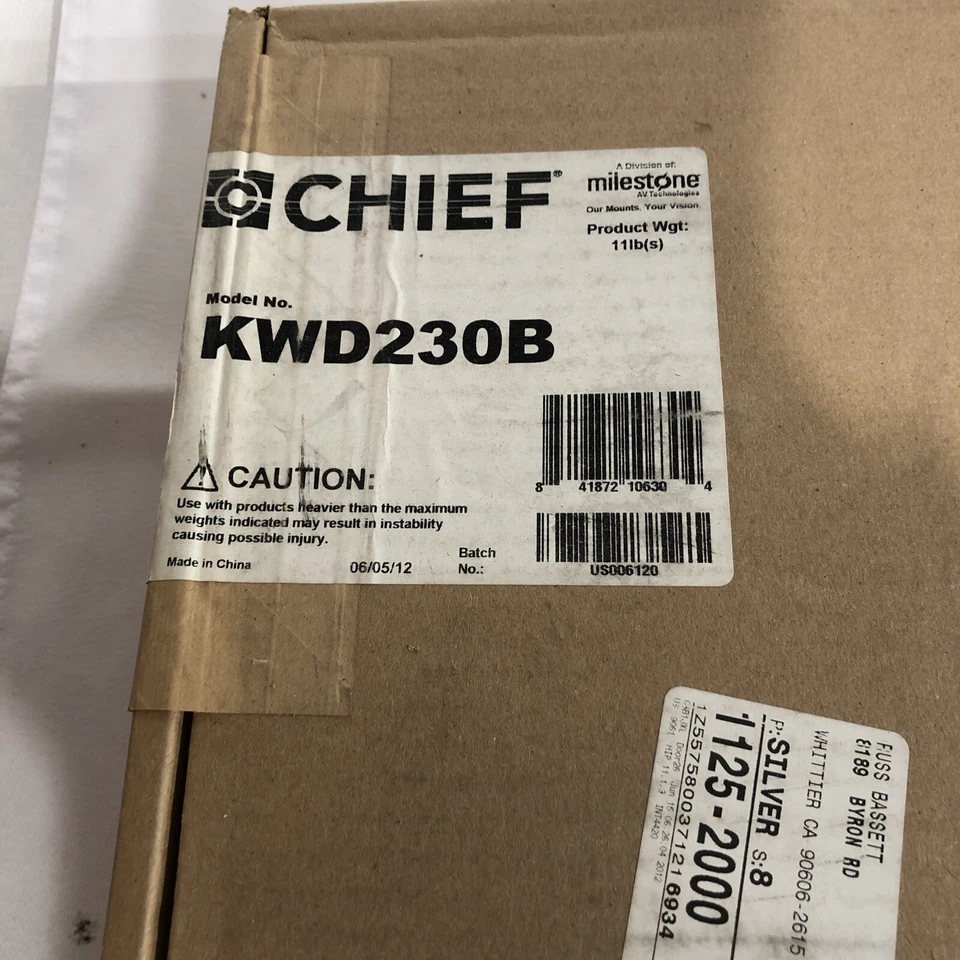 CHIEF®
A Division of:
milestone
AV Technologies
Our Mounts. Your Vision
Product Wgt:
11lb(s)
Model No.
KWD230B
8 41872 10630 4
CAUTION:
Use with products heavier than the maximum
weights indicated may result in instability
causing possible injury.
Made in China
06/05/12
Batch
No.:
US006120
RUSS BASSETT
8189 BYRON RD
WHITTIER CA 90606-2615
P:SILVER S:8
1125-2000
1Z5575800371216934